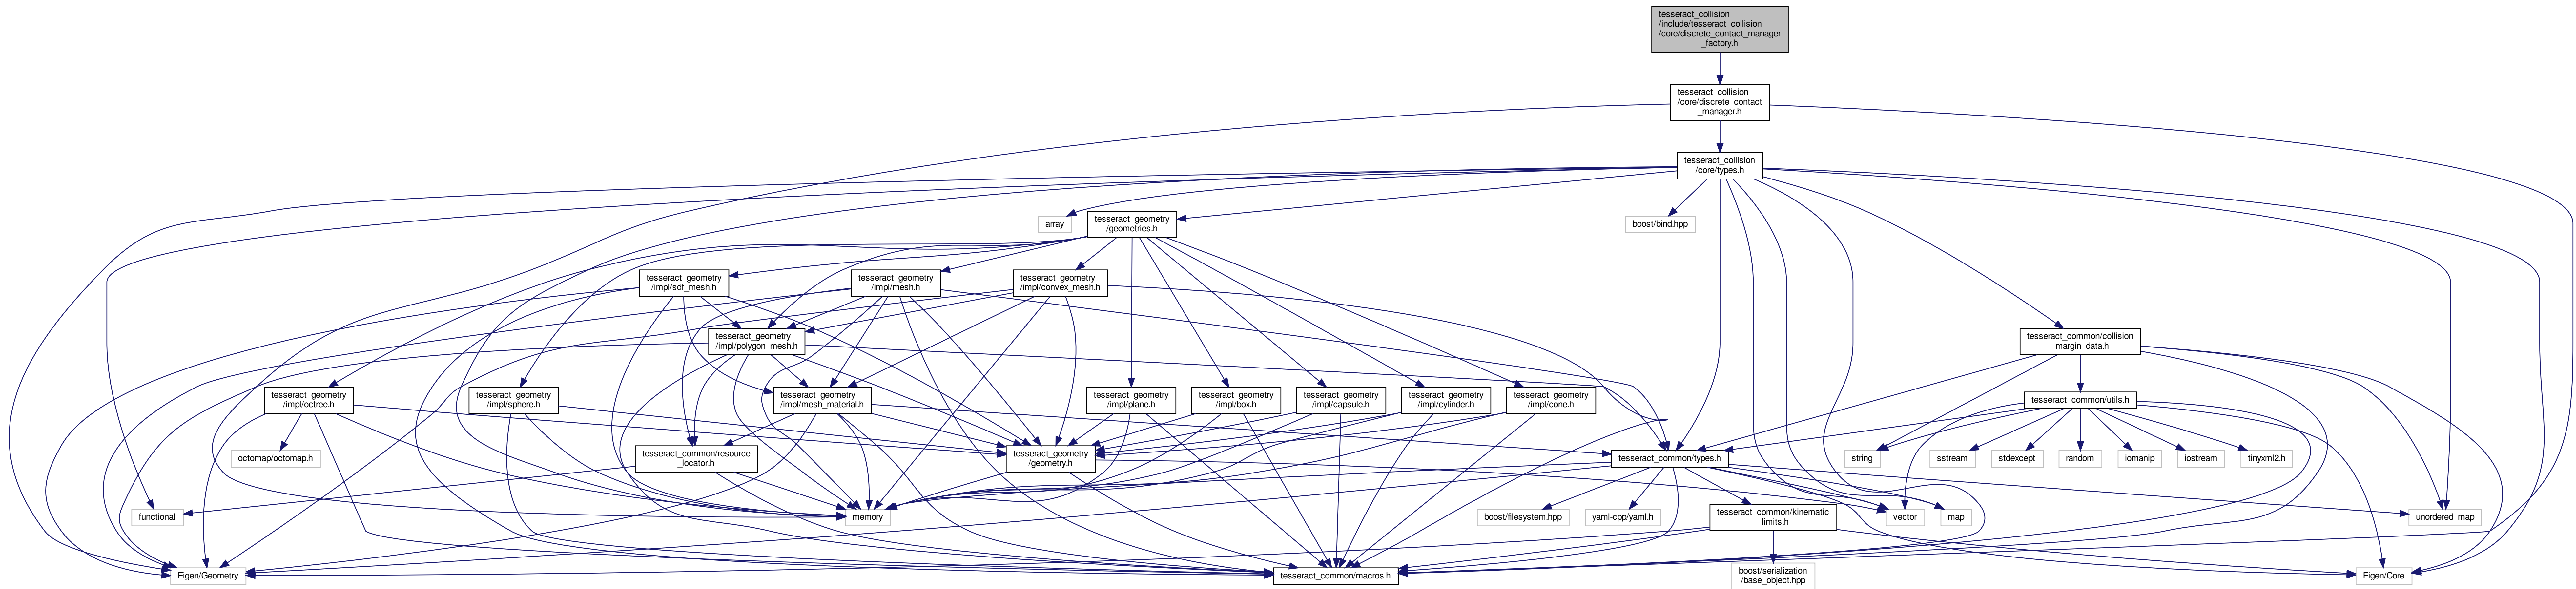 tesseract_collision
/include/tesseract_collision
/core/discrete_contact_manager
_factory.h
tesseract_collision
/core/discrete_contact
_manager.h
tesseract_collision
/core/types.h
array
tesseract_geometry
/geometries.h
boost/bind.hpp
tesseract_geometry
/impl/sdf_mesh.h
tesseract_geometry
/impl/mesh.h
tesseract_geometry
/impl/convex_mesh.h
tesseract_geometry
/impl/polygon_mesh.h
tesseract_common/collision
_margin_data.h
tesseract_geometry
/impl/octree.h
tesseract_geometry
/impl/sphere.h
tesseract_geometry
/impl/mesh_material.h
tesseract_geometry
/impl/plane.h
tesseract_geometry
/impl/box.h
tesseract_geometry
/impl/capsule.h
tesseract_geometry
/impl/cylinder.h
tesseract_geometry
/impl/cone.h
tesseract_common/utils.h
octomap/octomap.h
tesseract_common/resource
_locator.h
tesseract_geometry
/geometry.h
tesseract_common/types.h
string
sstream
stdexcept
random
iomanip
iostream
tinyxml2.h
functional
memory
boost/filesystem.hpp
yaml-cpp/yaml.h
tesseract_common/kinematic
_limits.h
vector
map
unordered_map
Eigen/Geometry
tesseract_common/macros.h
boost/serialization
/base_object.hpp
Eigen/Core